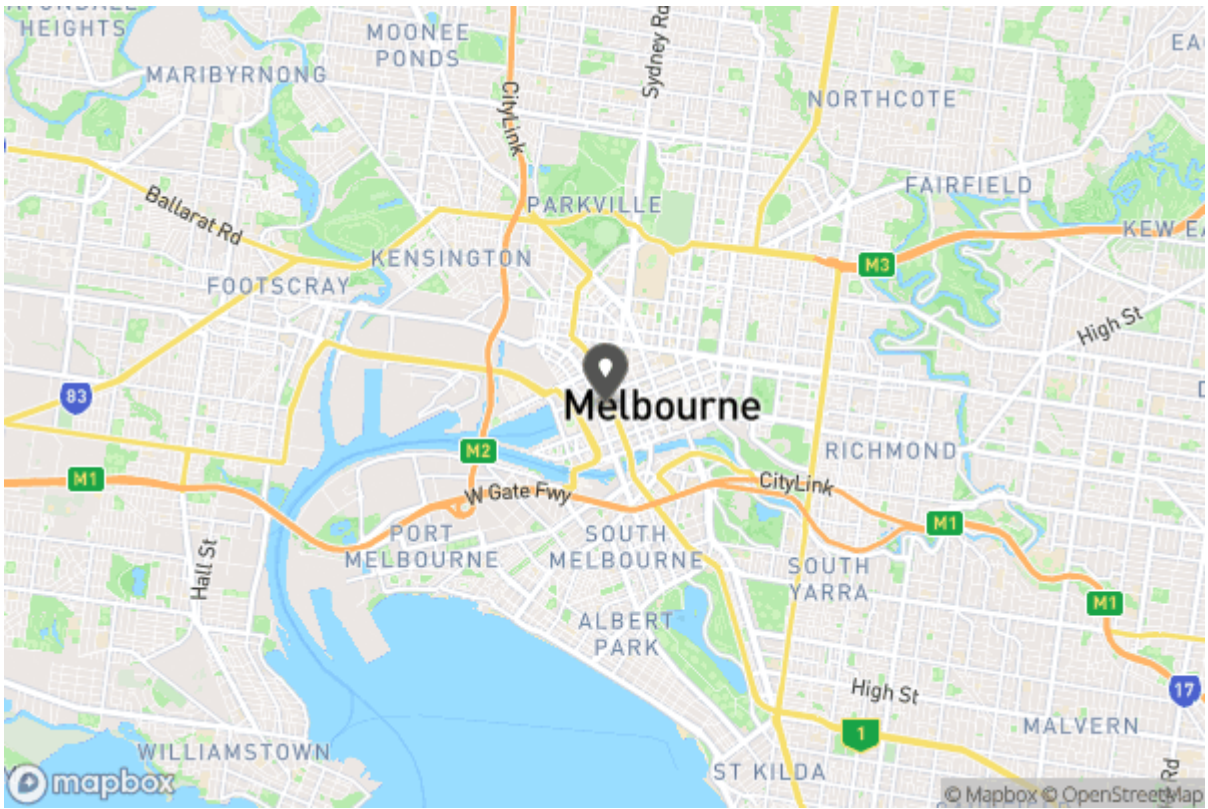 HEIGHTS
MOONEE
PONDS
MARIBYRNONG
CityLink
Sydney Rd
NORTHCOTE
Ballarat Rd
PARKVILLE
FAIRFIELD
KENSINGTON
M3
FOOTSCRAY
High St
83
Melbourne
M2
RICHMOND
M1
W Gate Fwy
CityLink
M1
PORT
MELBOURNE
SOUTH
MELBOURNE
SOUTH
YARRA
Hall St
M1
ALBERT
PARK
High St
17
MALVERN
1
WILLIAMSTOWN
ST KILDA
Rd
mapbox
© Mapbox © OpenStreetMap